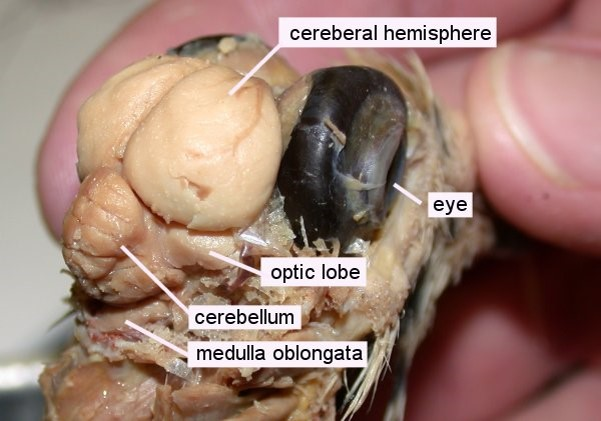 cereberal hemisphere
eye
optic lobe
cerebellum
medulla oblongata